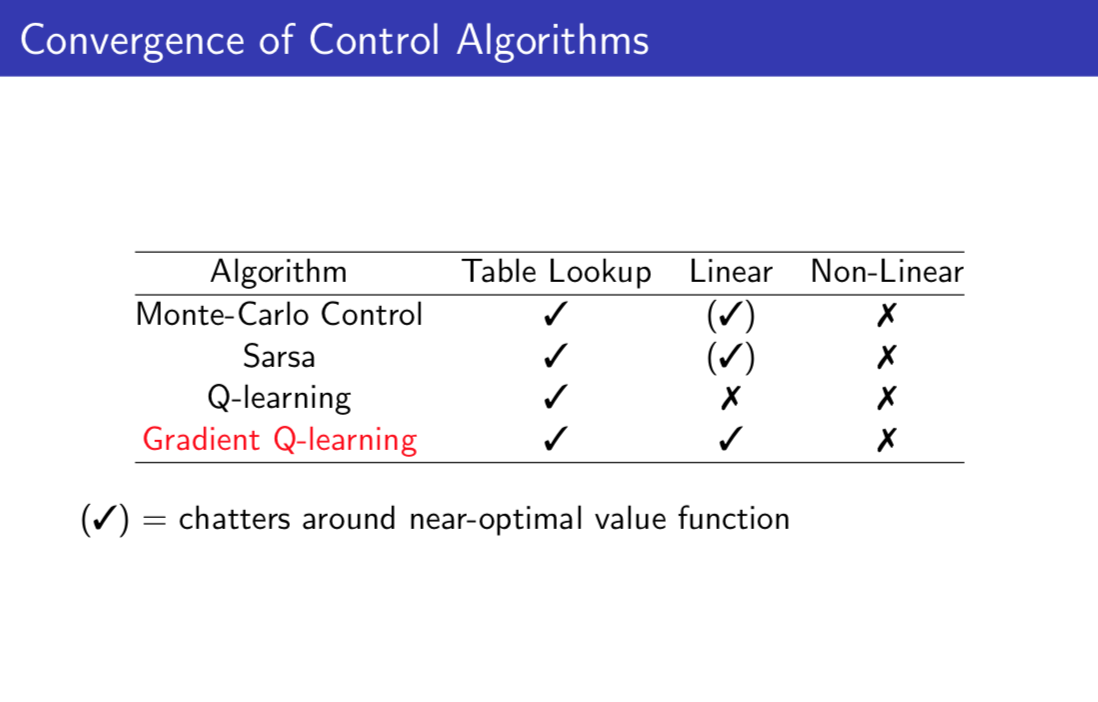 Convergence of Control Algorithms
Algorithm Table Lookup Linear Non-Linear
Monte-Carlo Control ✓ (✓) ✗
Sarsa ✓ (✓) ✗
Q-learning ✓ ✗ ✗
Gradient Q-learning ✓ ✓ ✗
(✓) = chatters around near-optimal value function